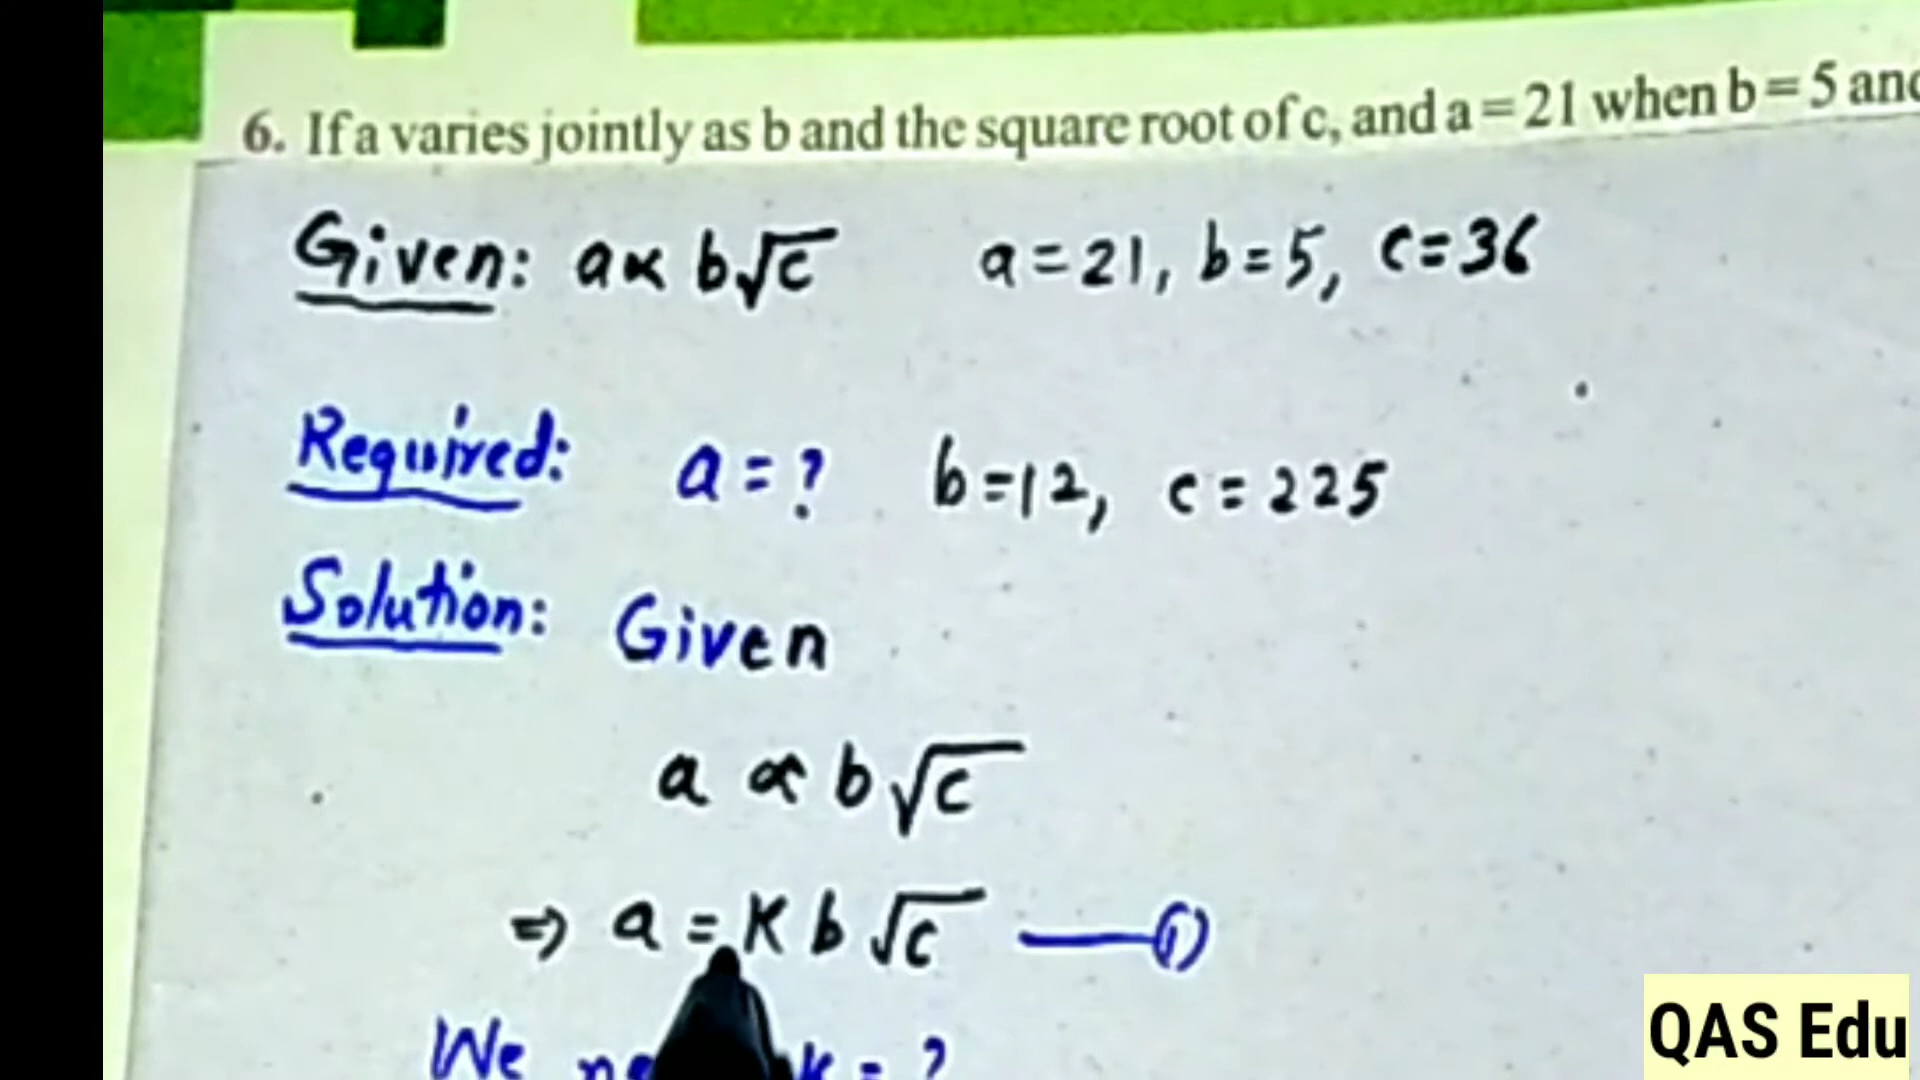 6. If a varies jointly as b and the square root of c, and a = 21 when b = 5 and
Given: a ∝ b√c a = 21, b = 5, c = 36
Required: a = ? b = 12, c = 225
Solution: Given
a ∝ b√c
⇒ a = K b √c —(1)
We k = ?
QAS Edu